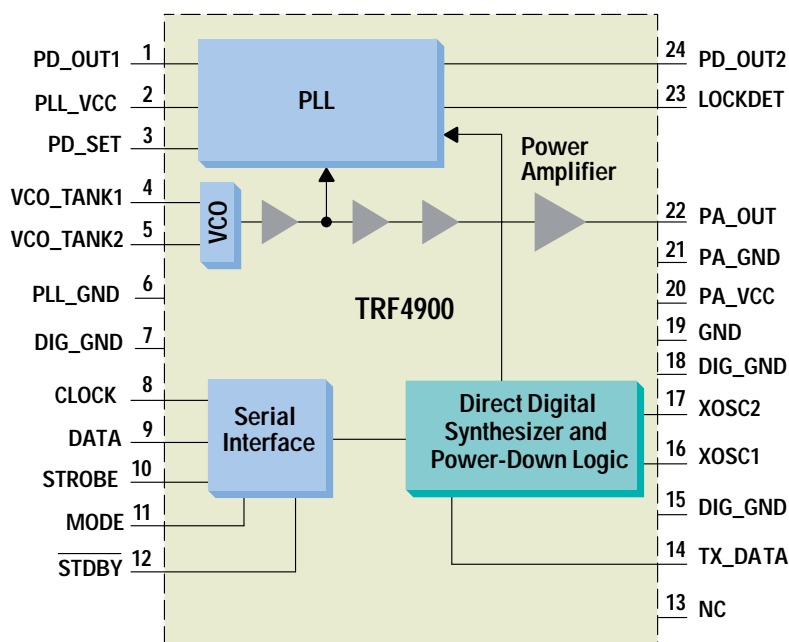 PD_OUT1 1
PLL_VCC 2
PD_SET 3
VCO_TANK1 4
VCO_TANK2 5
PLL_GND 6
DIG_GND 7
CLOCK 8
DATA 9
STROBE 10
MODE 11
STDBY 12
PLL
VCO
Power
Amplifier
TRF4900
Serial
Interface
Direct Digital
Synthesizer and
Power-Down Logic
24 PD_OUT2
23 LOCKDET
22 PA_OUT
21 PA_GND
20 PA_VCC
19 GND
18 DIG_GND
17 XOSC2
16 XOSC1
15 DIG_GND
14 TX_DATA
13 NC